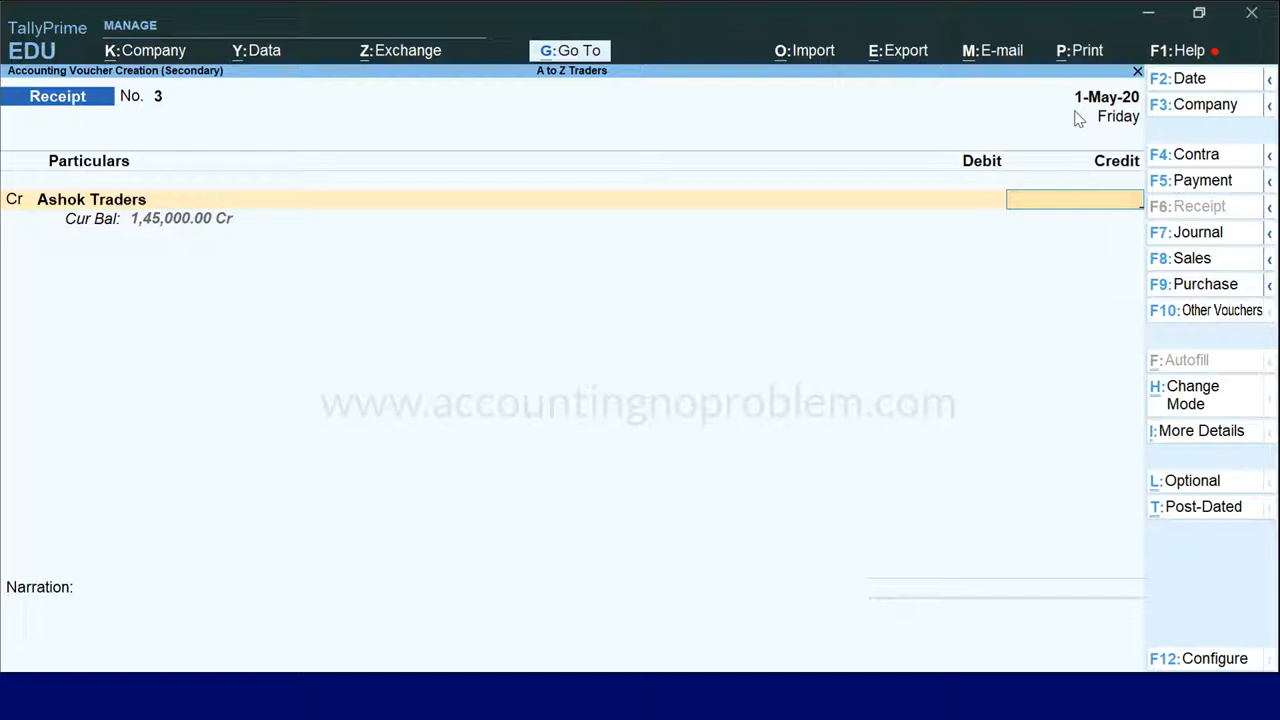 TallyPrime MANAGE
EDU K:Company Y:Data Z:Exchange G:Go To O:Import E:Export M:E-mail P:Print F1:Help
Accounting Voucher Creation (Secondary) A to Z Traders
Receipt No. 3 1-May-20
Friday
Particulars Debit Credit
Cr Ashok Traders
Cur Bal: 1,45,000.00 Cr
www.accountingnoproblem.com
Narration:
F2:Date
F3:Company
F4:Contra
F5:Payment
F6:Receipt
F7:Journal
F8:Sales
F9:Purchase
F10:Other Vouchers
F:Autofill
H:Change
Mode
I:More Details
L:Optional
T:Post-Dated
F12:Configure